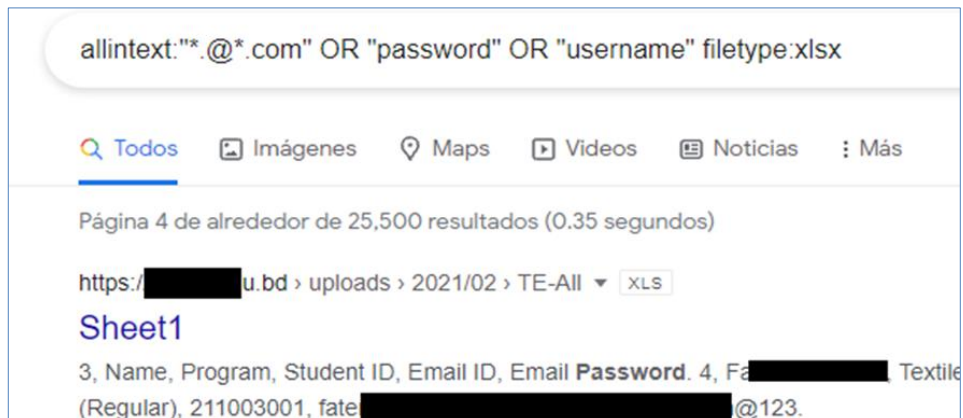 allintext:"*.@*.com" OR "password" OR "username" filetype:xlsx
Todos Imágenes Maps Videos Noticias Más
Página 4 de alrededor de 25,500 resultados (0.35 segundos)
https:/ u.bd › uploads › 2021/02 › TE-All XLS
Sheet1
3, Name, Program, Student ID, Email ID, Email Password. 4, Fa , Textile
(Regular), 211003001, fate @123.